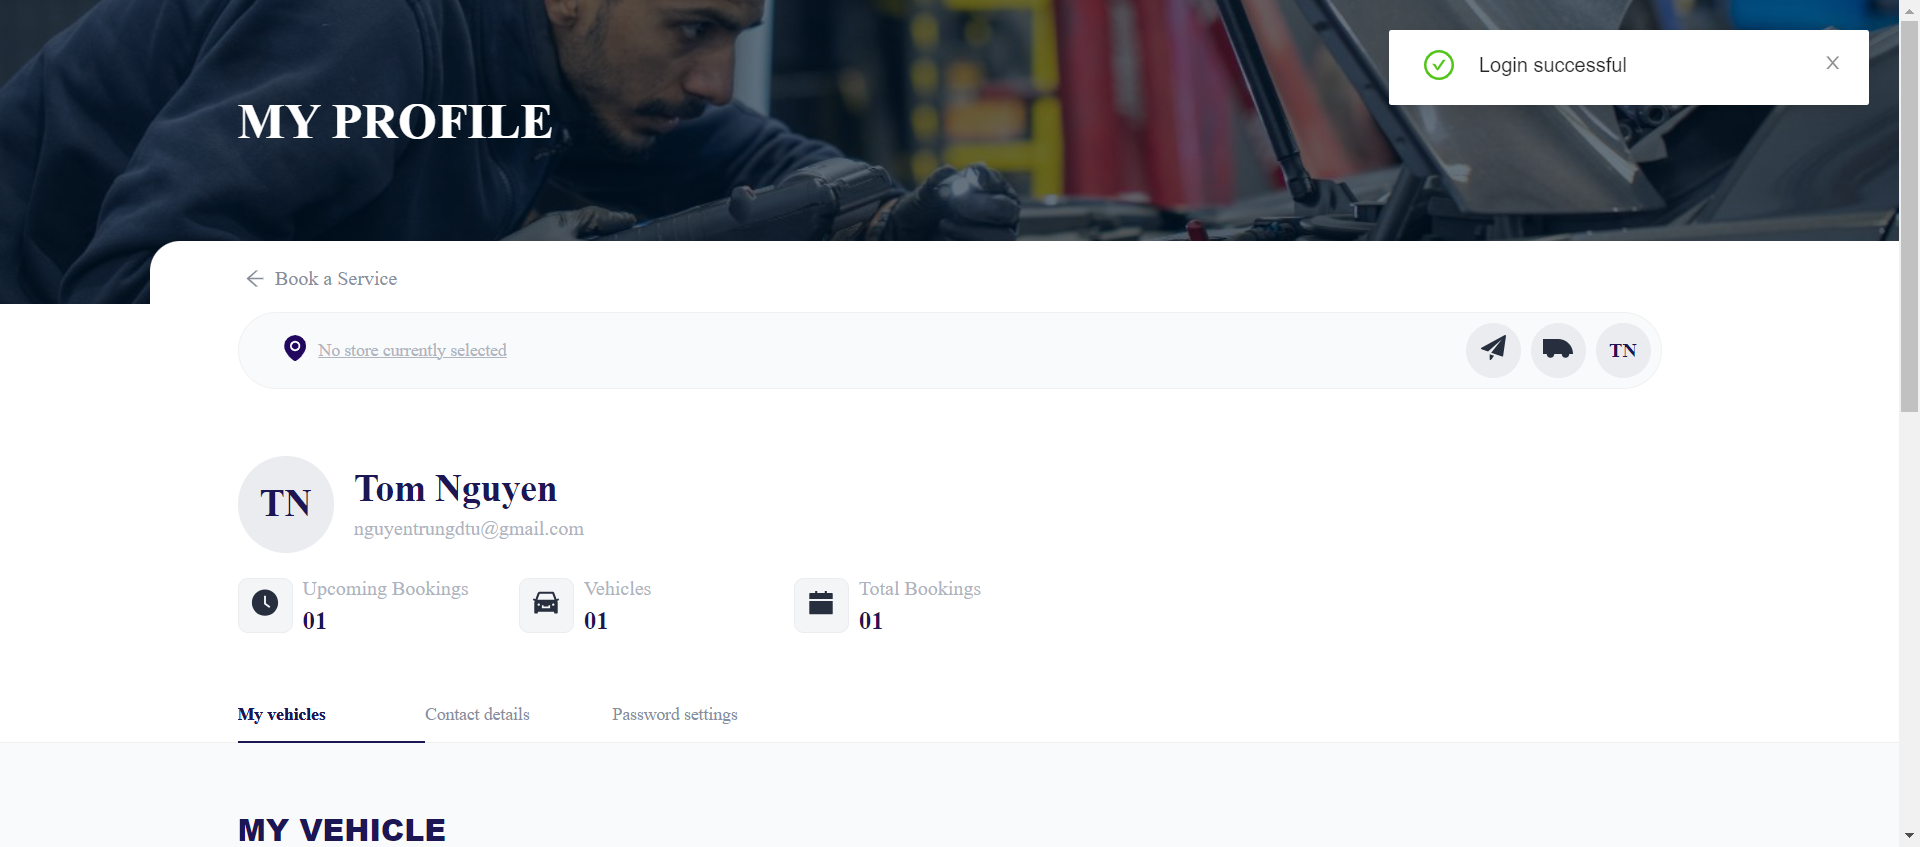 Login successful
MY PROFILE
Book a Service
No store currently selected
TN
TN
Tom Nguyen
nguyentrungdtu@gmail.com
Upcoming Bookings
01
Vehicles
01
Total Bookings
01
My vehicles
Contact details
Password settings
MY VEHICLE